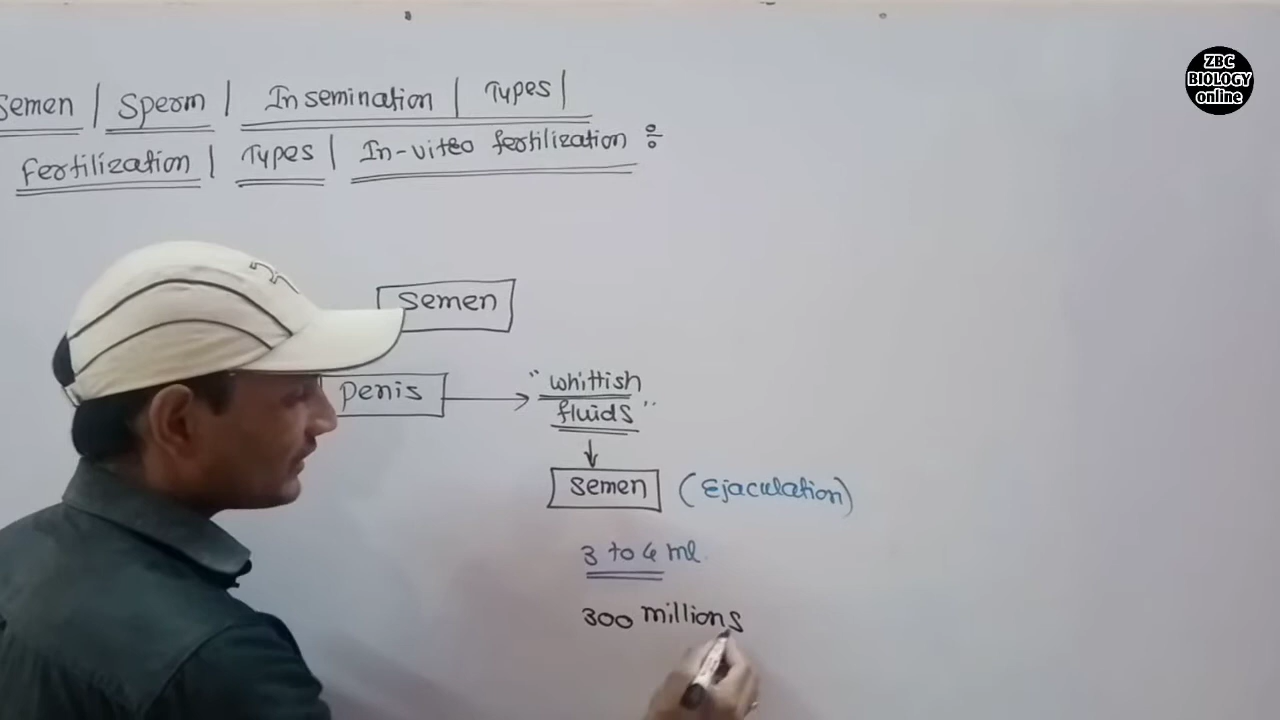 Semen | Sperm | Insemination | Types |
Fertilization | Types | In-vitro fertilization :
Semen
Penis → "whittish
fluids"
↓
Semen (Ejaculation)
3 to 4 ml.
300 millions
ZBC
BIOLOGY
online